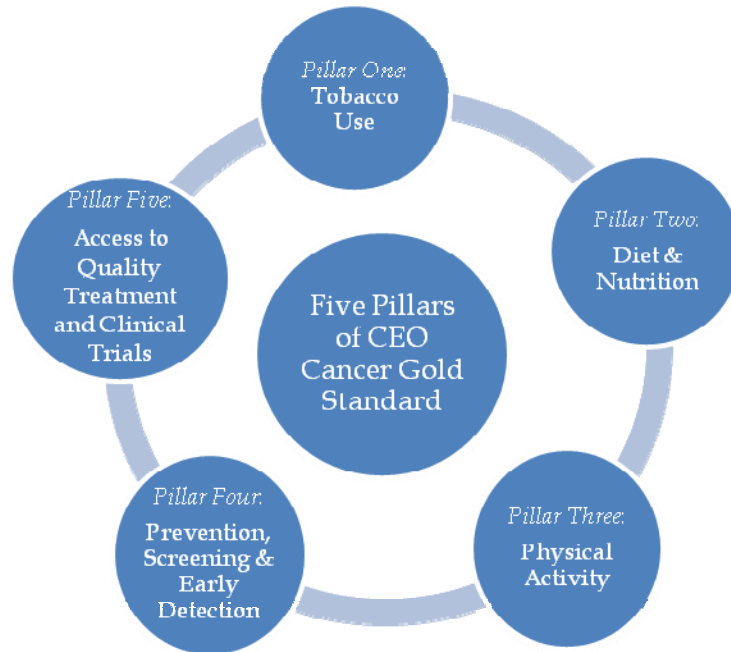 Pillar One:
Tobacco
Use
Pillar Two:
Diet &
Nutrition
Pillar Three:
Physical
Activity
Pillar Four:
Prevention,
Screening &
Early
Detection
Pillar Five:
Access to
Quality
Treatment
and Clinical
Trials
Five Pillars
of CEO
Cancer Gold
Standard